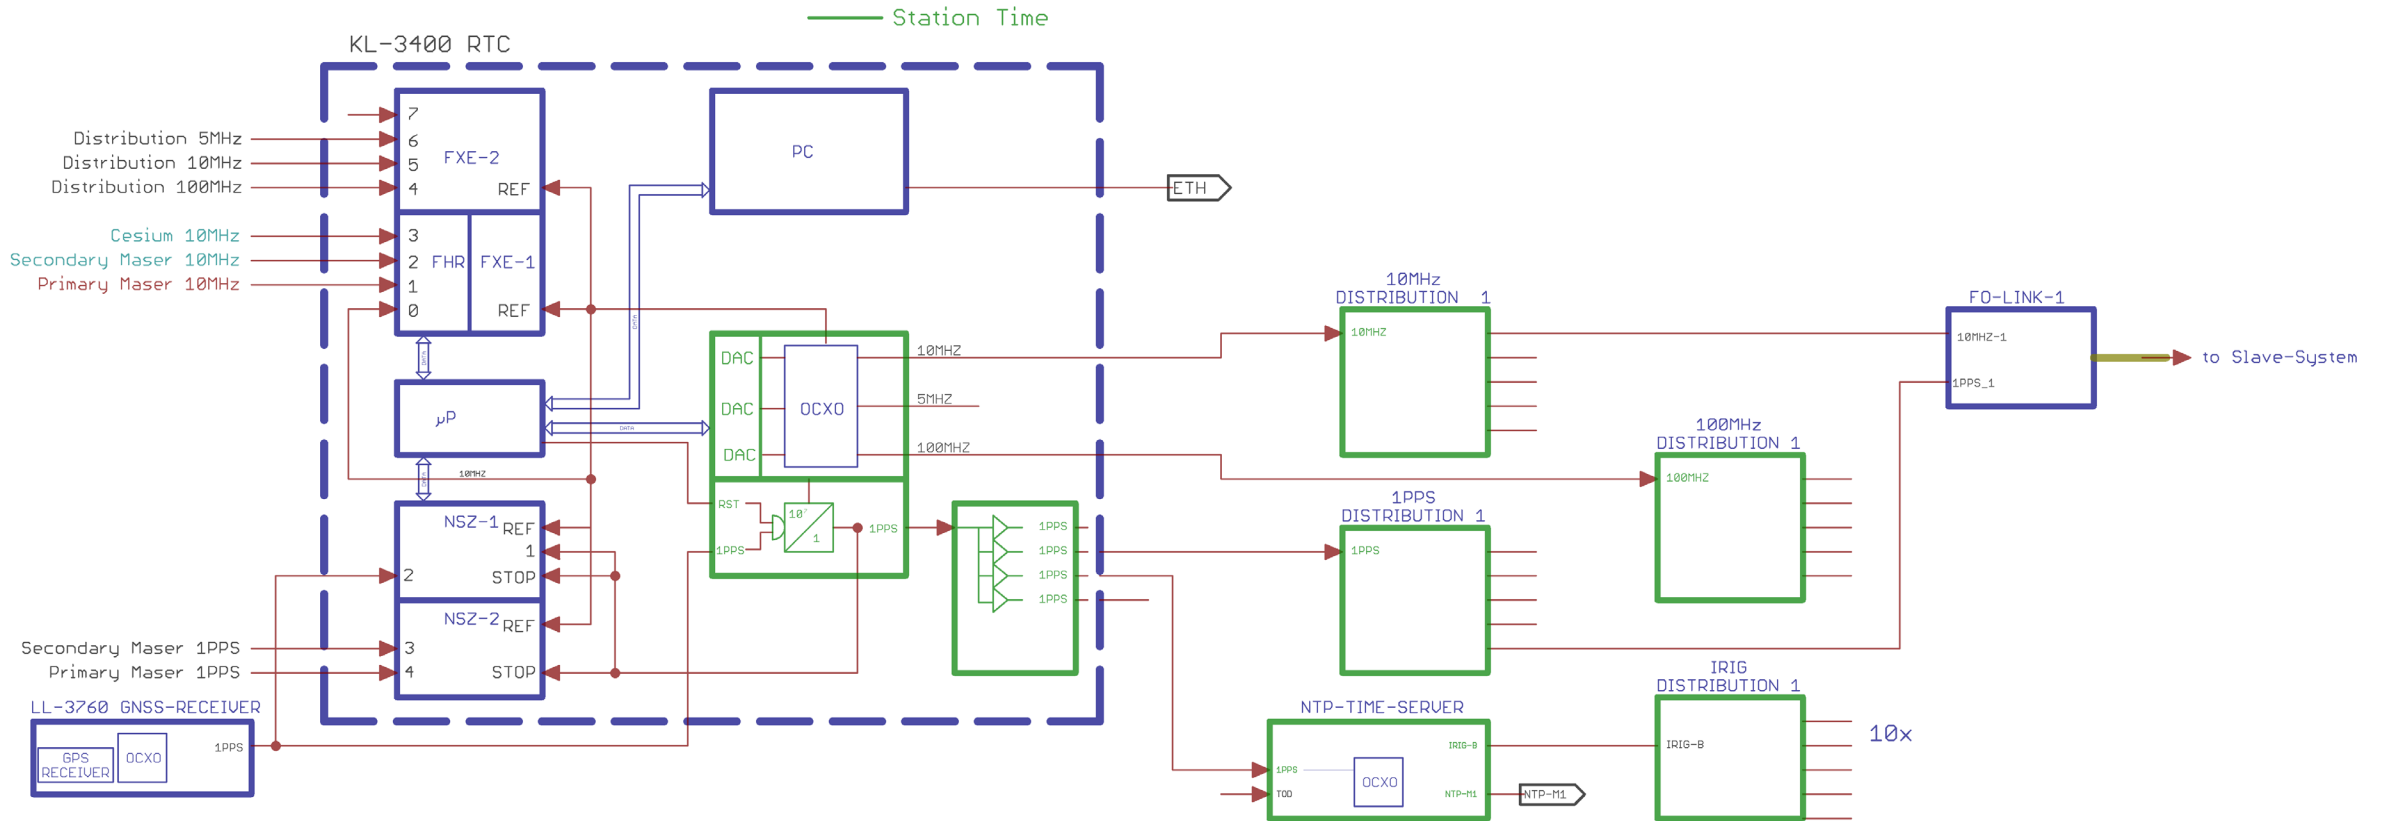 Station Time
KL-3400 RTC
7
Distribution 5MHz
6
Distribution 10MHz
5
Distribution 100MHz
4
FXE-2
REF
PC
ETH
Cesium 10MHz
3
Secondary Maser 10MHz
2
Primary Maser 10MHz
1
0
FHR
FXE-1
REF
DATA
DATA
µP
DATA
DATA
10MHZ
DAC
DAC
DAC
OCXO
10MHZ
5MHZ
100MHZ
RST
1PPS
10⁷
1
1PPS
NSZ-1
REF
1
STOP
2
NSZ-2
REF
STOP
Secondary Maser 1PPS
3
Primary Maser 1PPS
4
LL-3760 GNSS-RECEIVER
GPS
RECEIVER
OCXO
1PPS
1PPS
1PPS
1PPS
1PPS
10MHz
DISTRIBUTION 1
10MHZ
100MHz
DISTRIBUTION 1
100MHZ
1PPS
DISTRIBUTION 1
1PPS
FO-LINK-1
10MHZ-1
1PPS_1
to Slave-System
NTP-TIME-SERVER
IRIG-B
1PPS
TOD
OCXO
NTP-M1
NTP-M1
IRIG
DISTRIBUTION 1
IRIG-B
10x